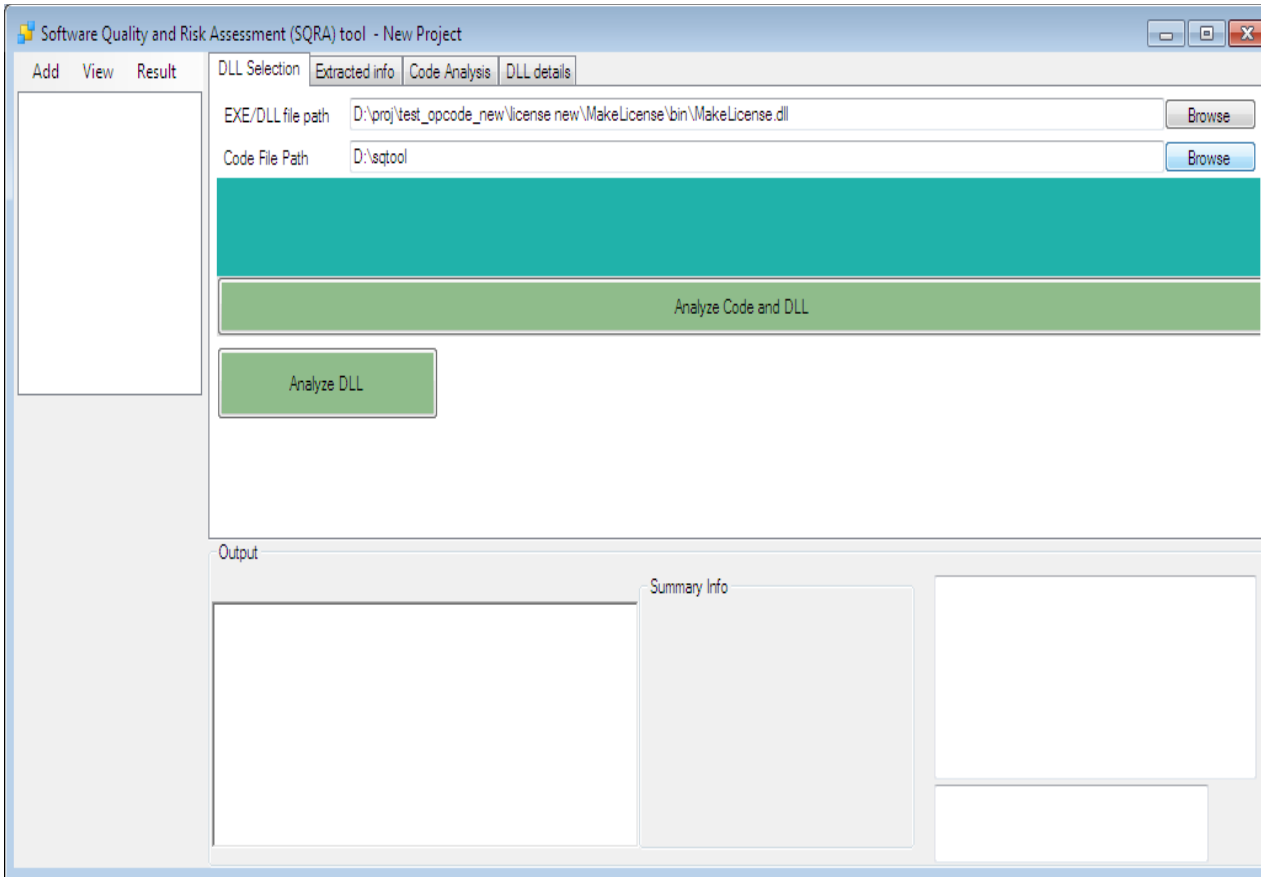 Software Quality and Risk Assessment (SQRA) tool - New Project
Add View Result
DLL Selection Extracted info Code Analysis DLL details
EXE/DLL file path D:\proj\test_opcode_new\license new\MakeLicense\bin\MakeLicense.dll Browse
Code File Path D:\sqtool Browse
Analyze Code and DLL
Analyze DLL
Output
Summary Info